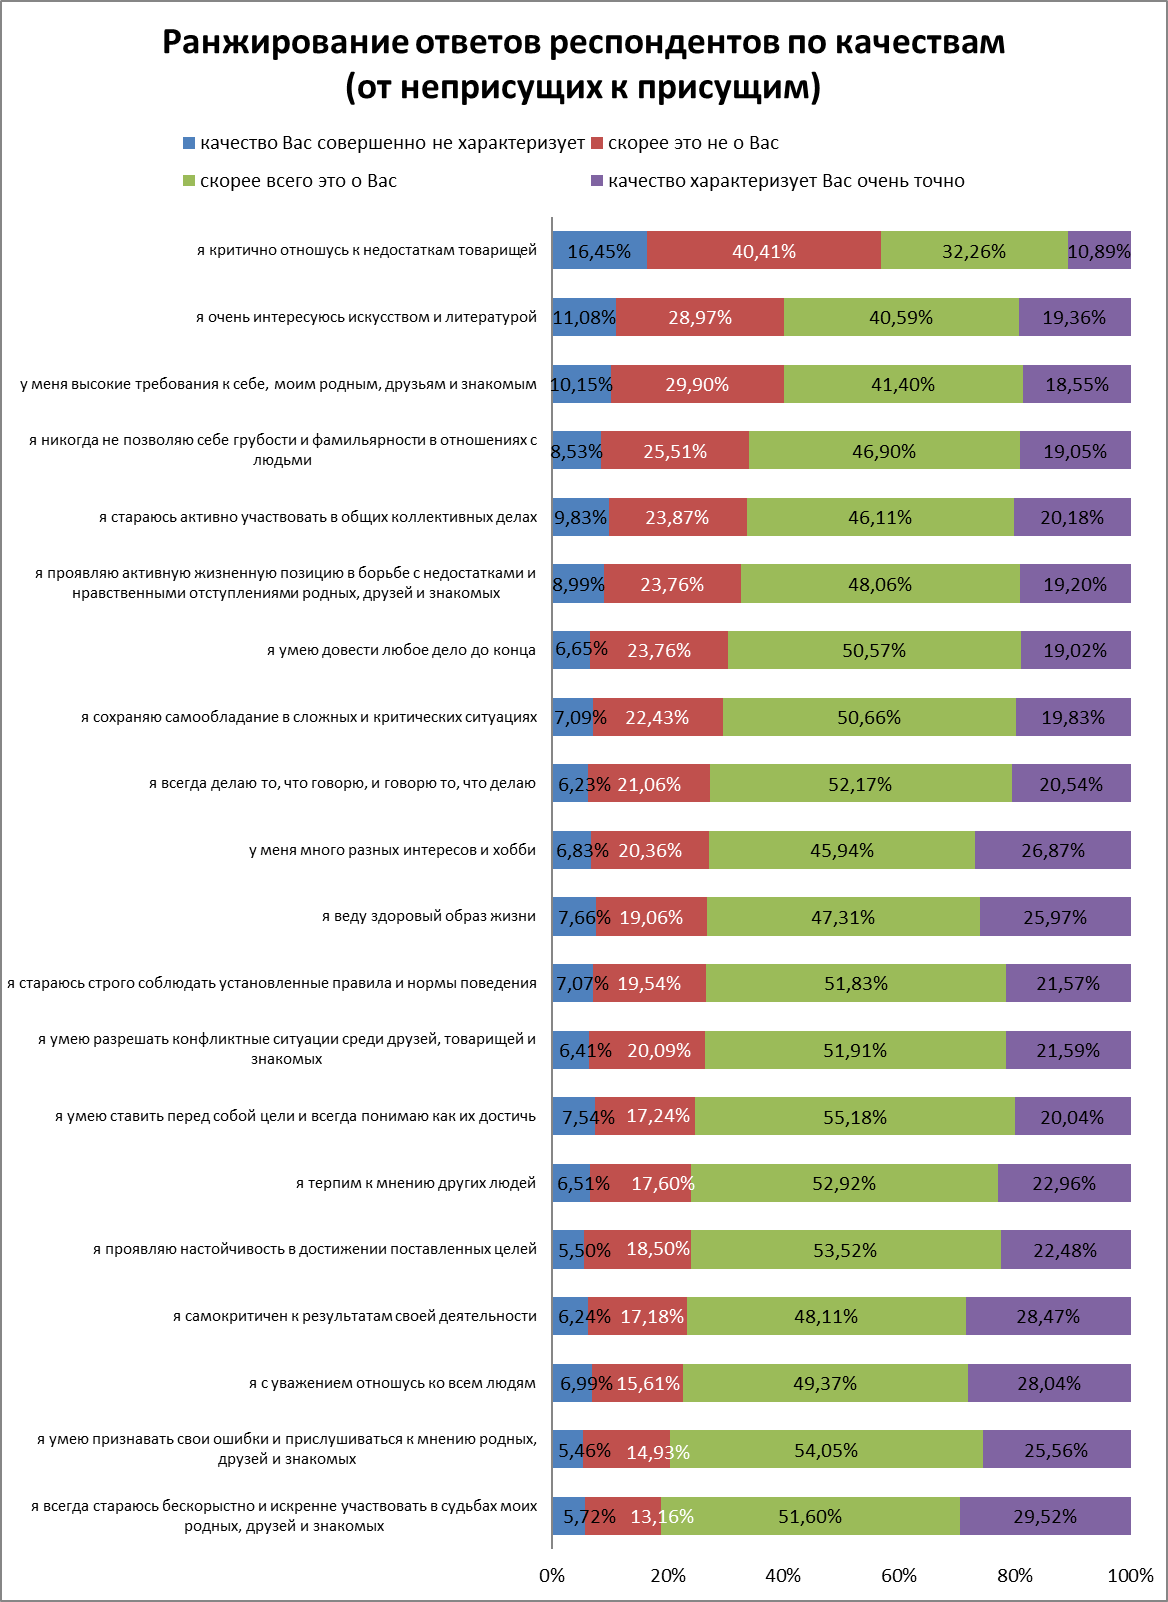 Ранжирование ответов респондентов по качествам
(от неприсущих к присущим)
качество Вас совершенно не характеризует скорее это не о Вас
скорее всего это о Вас качество характеризует Вас очень точно
я критично отношусь к недостаткам товарищей 16,45% 40,41% 32,26% 10,89%
я очень интересуюсь искусством и литературой 11,08% 28,97% 40,59% 19,36%
у меня высокие требования к себе, моим родным, друзьям и знакомым 10,15% 29,90% 41,40% 18,55%
я никогда не позволяю себе грубости и фамильярности в отношениях с
людьми
8,53% 25,51% 46,90% 19,05%
я стараюсь активно участвовать в общих коллективных делах 9,83% 23,87% 46,11% 20,18%
я проявляю активную жизненную позицию в борьбе с недостатками и
нравственными отступлениями родных, друзей и знакомых
8,99% 23,76% 48,06% 19,20%
я умею довести любое дело до конца 6,65% 23,76% 50,57% 19,02%
я сохраняю самообладание в сложных и критических ситуациях 7,09% 22,43% 50,66% 19,83%
я всегда делаю то, что говорю, и говорю то, что делаю 6,23% 21,06% 52,17% 20,54%
у меня много разных интересов и хобби 6,83% 20,36% 45,94% 26,87%
я веду здоровый образ жизни 7,66% 19,06% 47,31% 25,97%
я стараюсь строго соблюдать установленные правила и нормы поведения 7,07% 19,54% 51,83% 21,57%
я умею разрешать конфликтные ситуации среди друзей, товарищей и
знакомых
6,41% 20,09% 51,91% 21,59%
я умею ставить перед собой цели и всегда понимаю как их достичь 7,54% 17,24% 55,18% 20,04%
я терпим к мнению других людей 6,51% 17,60% 52,92% 22,96%
я проявляю настойчивость в достижении поставленных целей 5,50% 18,50% 53,52% 22,48%
я самокритичен к результатам своей деятельности 6,24% 17,18% 48,11% 28,47%
я с уважением отношусь ко всем людям 6,99% 15,61% 49,37% 28,04%
я умею признавать свои ошибки и прислушиваться к мнению родных,
друзей и знакомых
5,46% 14,93% 54,05% 25,56%
я всегда стараюсь бескорыстно и искренне участвовать в судьбах моих
родных, друзей и знакомых
5,72% 13,16% 51,60% 29,52%
0% 20% 40% 60% 80% 100%